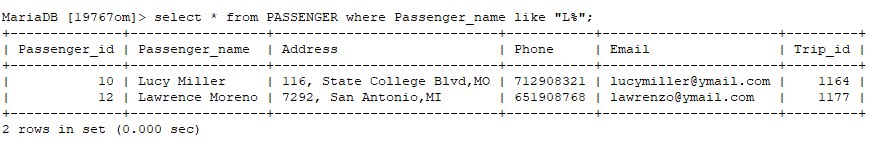 MariaDB [19767om]> select * from PASSENGER where Passenger_name like "L%";
+--------------+-----------------+----------------------------+-----------+-----------------------+---------+
| Passenger_id | Passenger_name | Address | Phone | Email | Trip_id |
+--------------+-----------------+----------------------------+-----------+-----------------------+---------+
| 10 | Lucy Miller | 116, State College Blvd,MO | 712908321 | lucymiller@ymail.com | 1164 |
| 12 | Lawrence Moreno | 7292, San Antonio,MI | 651908768 | lawrenzo@ymail.com | 1177 |
+--------------+-----------------+----------------------------+-----------+-----------------------+---------+
2 rows in set (0.000 sec)